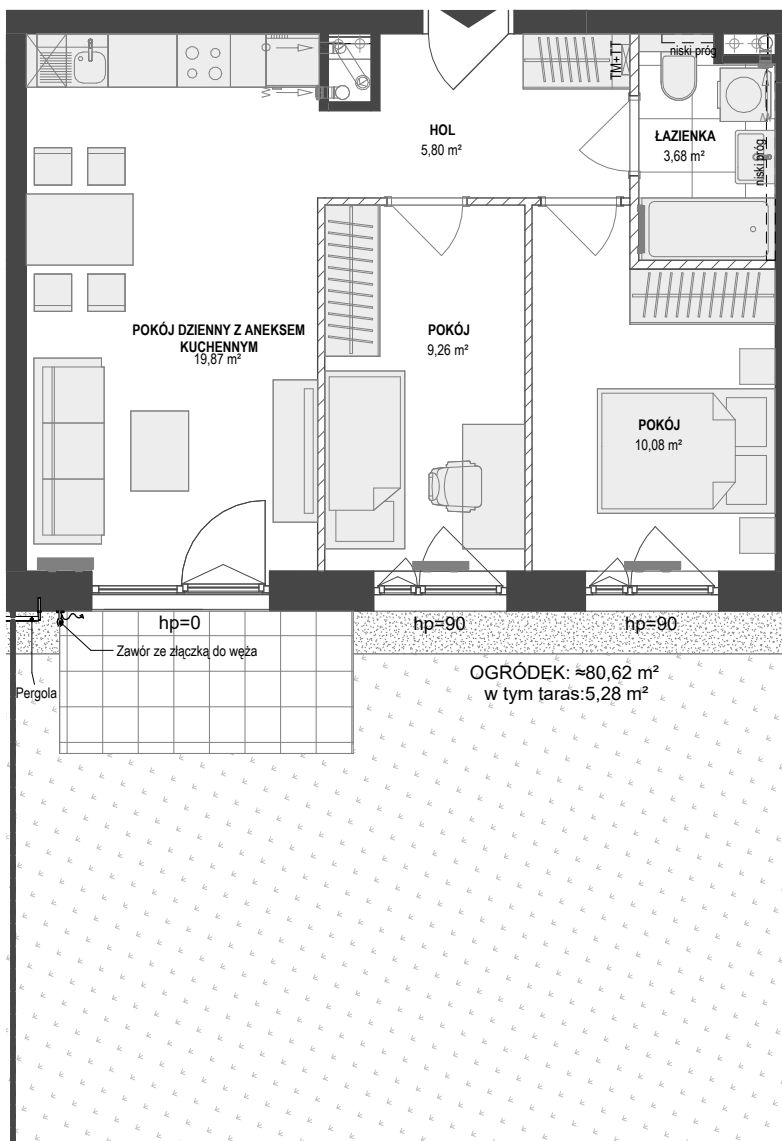 niski próg
TM+TT
HOL
5,80 m²
ŁAZIENKA
3,68 m²
niski próg
POKÓJ DZIENNY Z ANEKSEM
KUCHENNYM
19,87 m²
POKÓJ
9,26 m²
POKÓJ
10,08 m²
hp=0
hp=90
hp=90
Zawór ze złączką do węża
Pergola
OGRÓDEK: ≈80,62 m²
w tym taras:5,28 m²